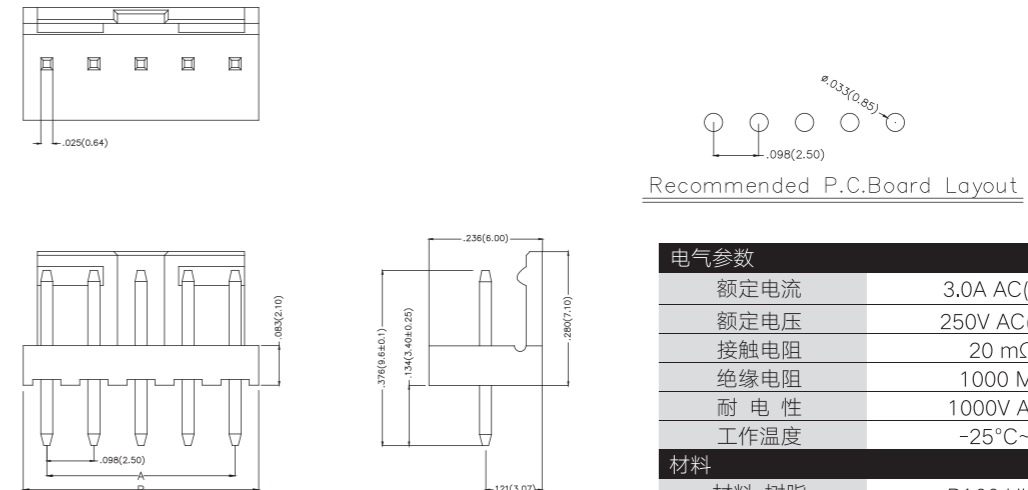 .025(0.64)
ø.033(0.85)
.098(2.50)
Recommended P.C.Board Layout
.083(2.10)
.098(2.50)
A
.236(6.00)
.376(9.6±0.1)
.134(3.40±0.25)
.280(7.10)
.121(3.07)
电气参数
额定电流 3.0A AC(
额定电压 250V AC(
接触电阻 20 mΩ
绝缘电阻 1000 M
耐 电 性 1000V A
工作温度 -25°C~
材料
材料 树脂